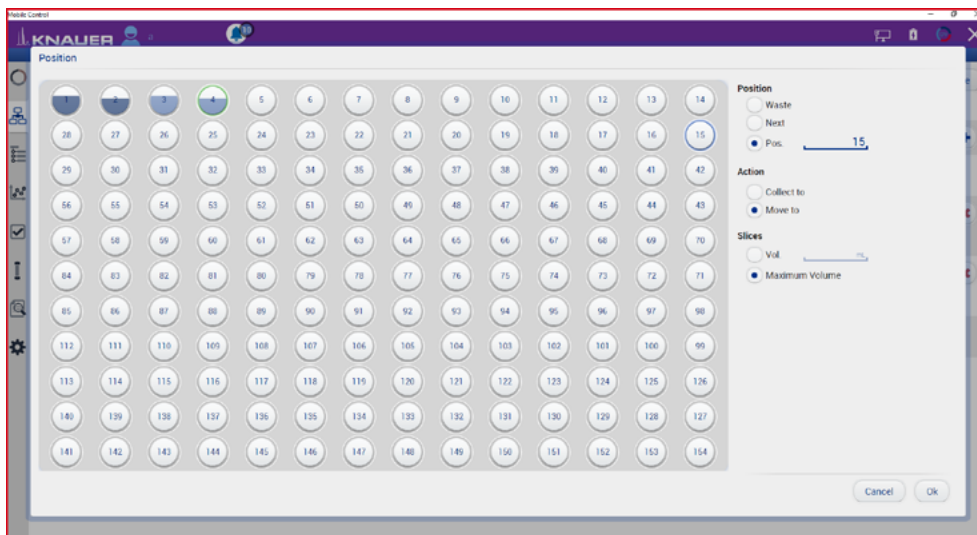 Mobile Control
KNAUER
Position
1 2 3 4 5 6 7 8 9 10 11 12 13 14
28 27 26 25 24 23 22 21 20 19 18 17 16 15
29 30 31 32 33 34 35 36 37 38 39 40 41 42
56 55 54 53 52 51 50 49 48 47 46 45 44 43
57 58 59 60 61 62 63 64 65 66 67 68 69 70
84 83 82 81 80 79 78 77 76 75 74 73 72 71
85 86 87 88 89 90 91 92 93 94 95 96 97 98
112 111 110 109 108 107 106 105 104 103 102 101 100 99
113 114 115 116 117 118 119 120 121 122 123 124 125 126
140 139 138 137 136 135 134 133 132 131 130 129 128 127
141 142 143 144 145 146 147 148 149 150 151 152 153 154
Position
Waste
Next
Pos. 15
Action
Collect to
Move to
Slices
Vol.
Maximum Volume
Cancel Ok